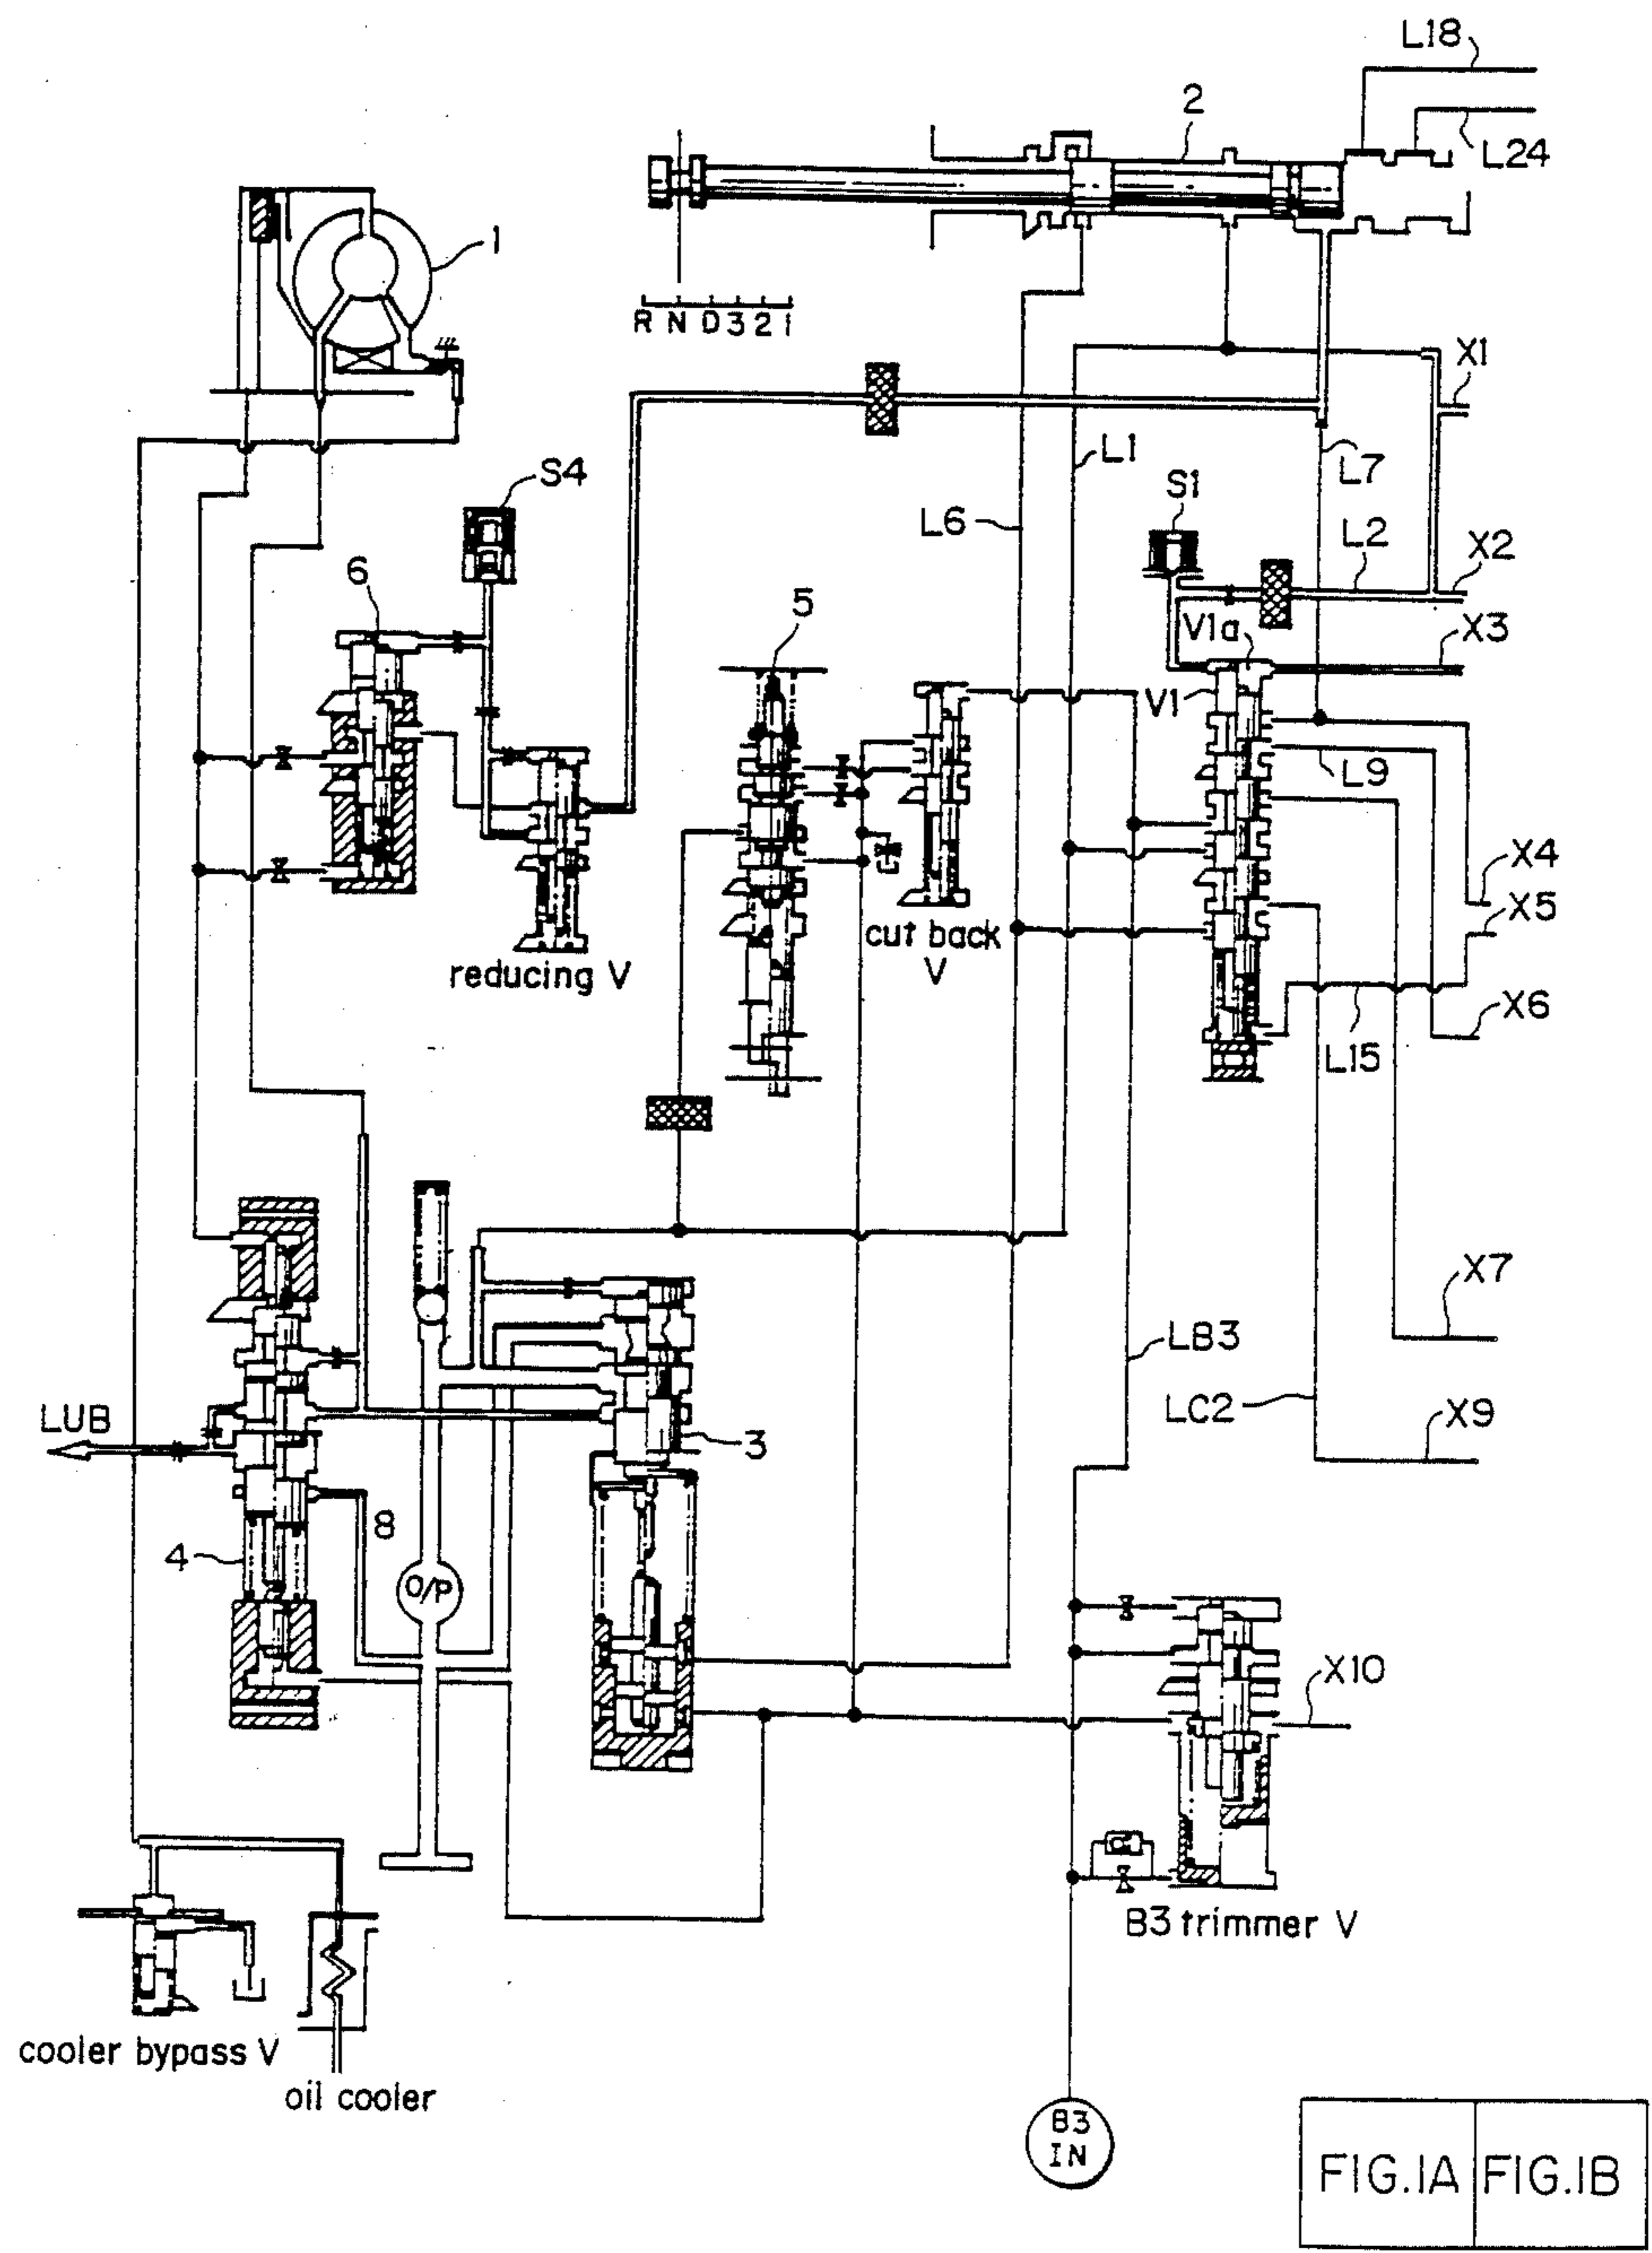 L18
2
L24
1
R N D 3 2 1
X1
L1
L7
S4
S1
L6
L2
X2
6
5
V1a
X3
V1
L9
X4
X5
cut back
V
reducing V
X6
L15
X7
LB3
LUB
LC2
X9
3
8
4
O/P
X10
B3 trimmer V
cooler bypass V
oil cooler
B3
IN
FIG.1A FIG.1B